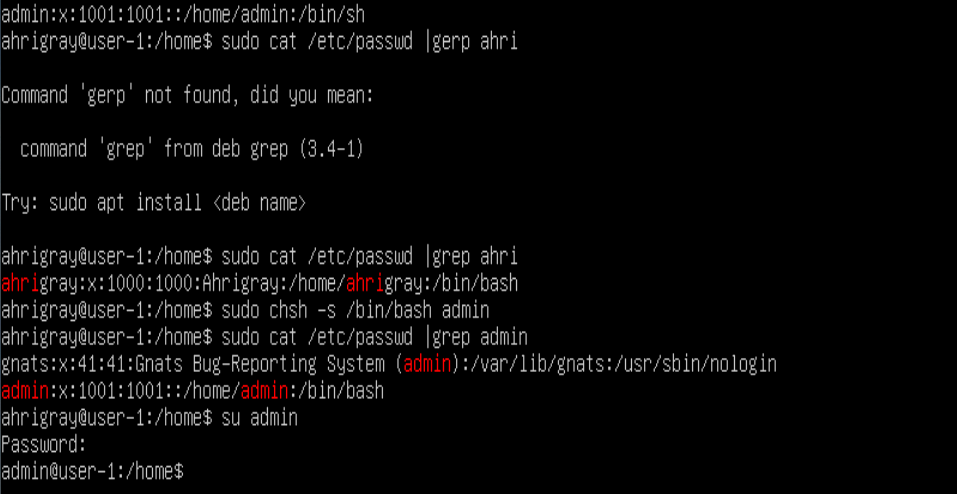 admin:x:1001:1001::/home/admin:/bin/sh
ahrigray@user-1:/home$ sudo cat /etc/passwd |gerp ahri
Command 'gerp' not found, did you mean:
command 'grep' from deb grep (3.4-1)
Try: sudo apt install <deb name>
ahrigray@user-1:/home$ sudo cat /etc/passwd |grep ahri
ahrigray:x:1000:1000:Ahrigray:/home/ahrigray:/bin/bash
ahrigray@user-1:/home$ sudo chsh -s /bin/bash admin
ahrigray@user-1:/home$ sudo cat /etc/passwd |grep admin
gnats:x:41:41:Gnats Bug-Reporting System (admin):/var/lib/gnats:/usr/sbin/nologin
admin:x:1001:1001::/home/admin:/bin/bash
ahrigray@user-1:/home$ su admin
Password:
admin@user-1:/home$